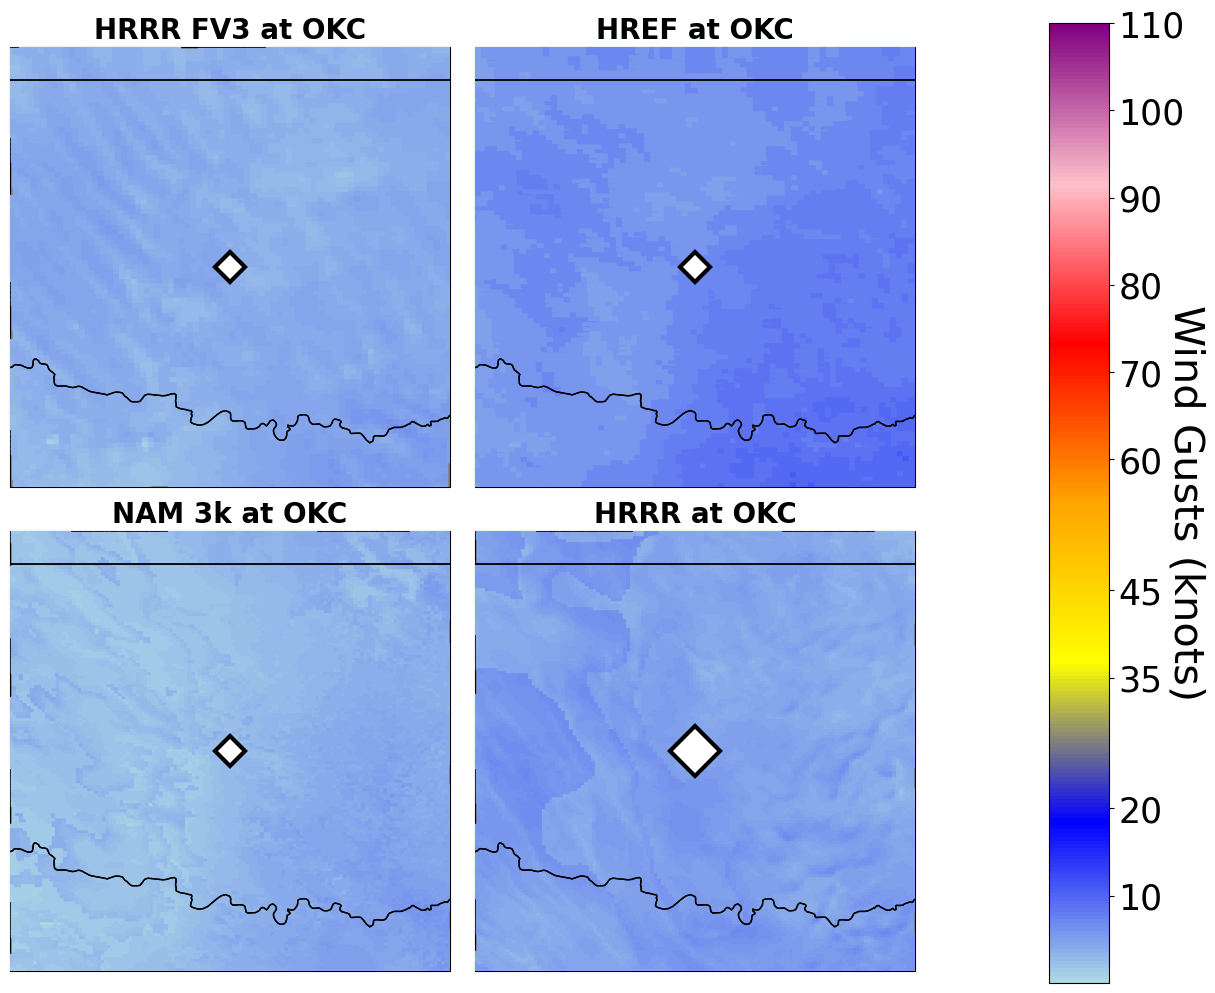 HRRR FV3 at OKC
HREF at OKC
NAM 3k at OKC
HRRR at OKC
110
100
90
80
70
60
45
35
20
10
Wind Gusts (knots)